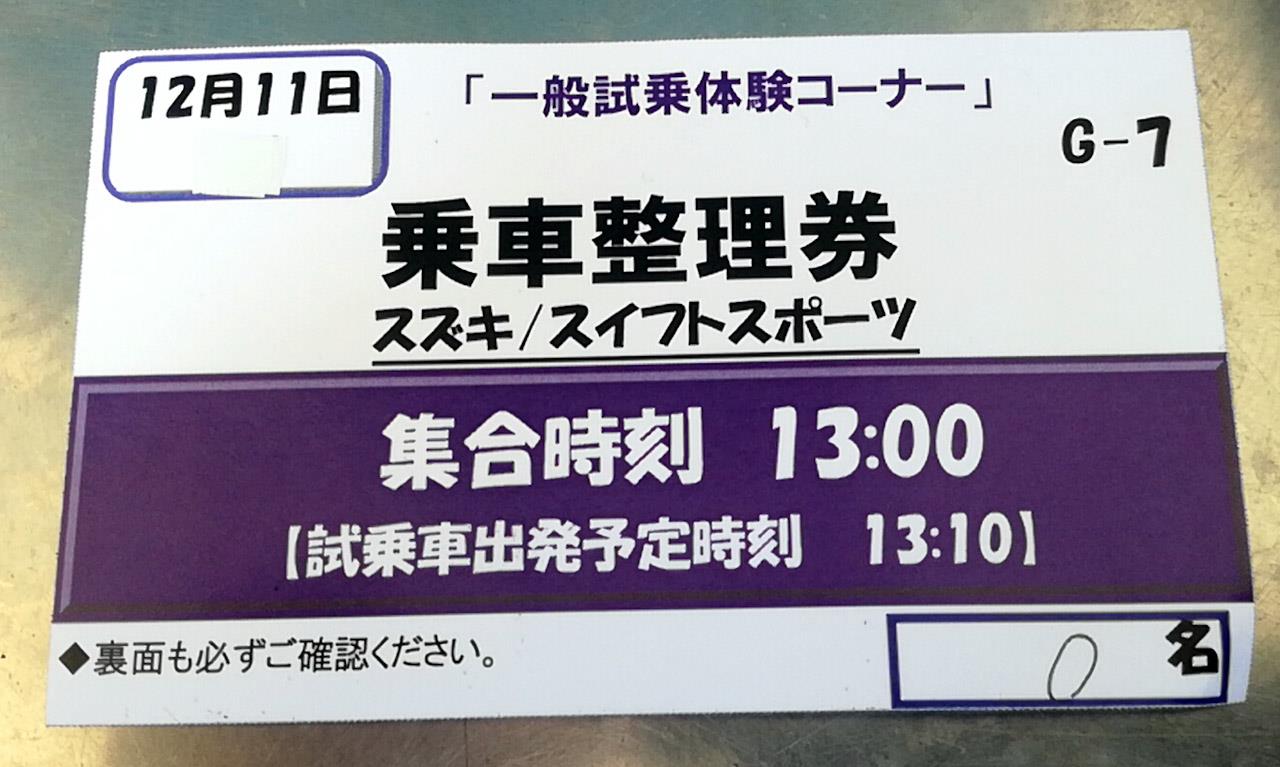 12月11日
「一般試乗体験コーナー」
G-7
乗車整理券
スズキ/スイフトスポーツ
集合時刻 13:00
【試乗車出発予定時刻 13:10】
◆裏面も必ずご確認ください。
0名